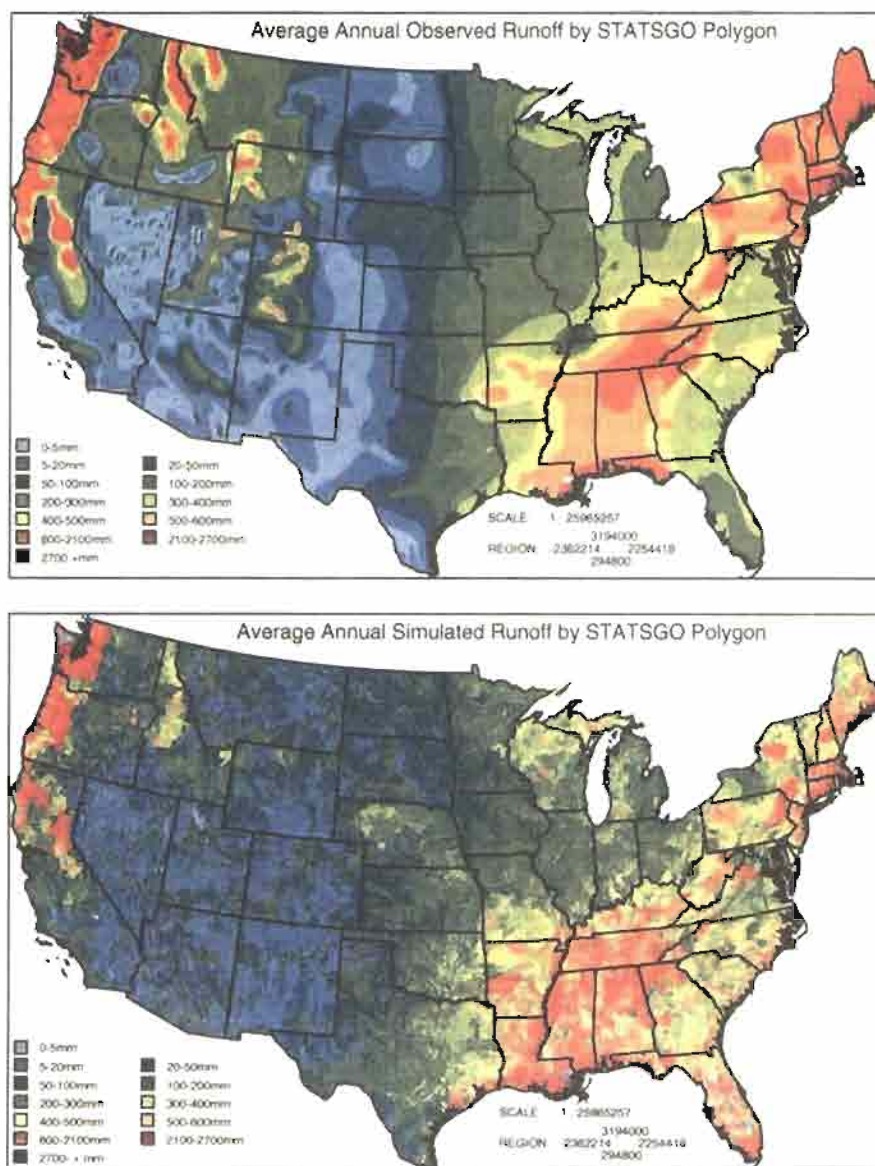 Average Annual Observed Runoff by STATSGO Polygon
0-5mm
5-20mm 20-50mm
50-100mm 100-200mm
200-300mm 300-400mm
400-500mm 500-600mm
600-2100mm 2100-2700mm
2700 +mm
SCALE 1: 25965257
3194000
REGION: -2362214 2254418
294800
Average Annual Simulated Runoff by STATSGO Polygon
0-5mm
5-20mm 20-50mm
50-100mm 100-200mm
200-300mm 300-400mm
400-500mm 500-600mm
600-2100mm 2100-2700mm
2700- + mm
SCALE 1: 25965257
3194000
REGION: -2362214 2254418
294800